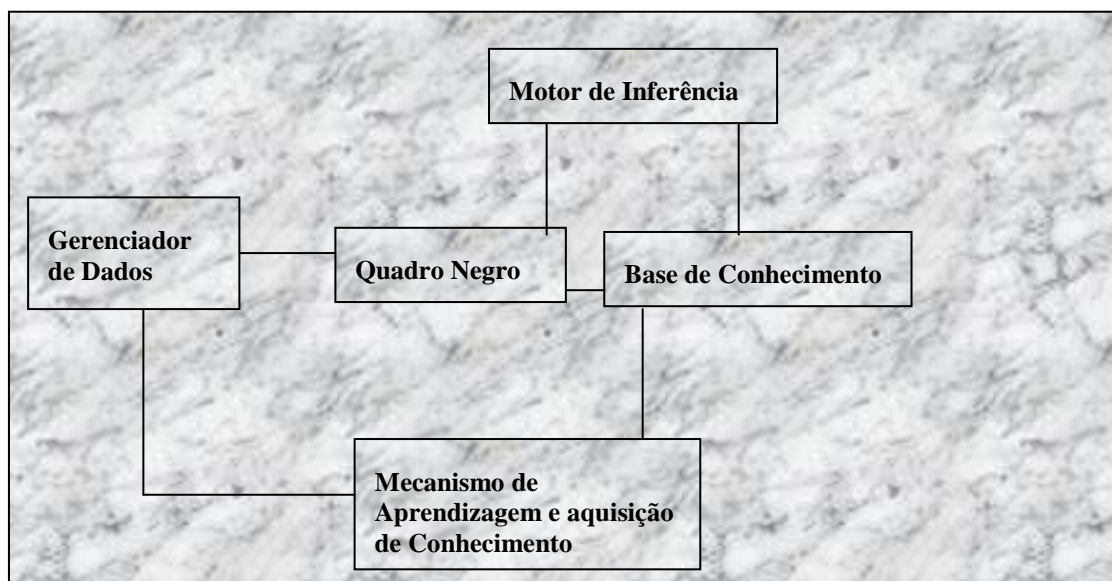 Motor de Inferência
Gerenciador
de Dados
Quadro Negro
Base de Conhecimento
Mecanismo de
Aprendizagem e aquisição
de Conhecimento